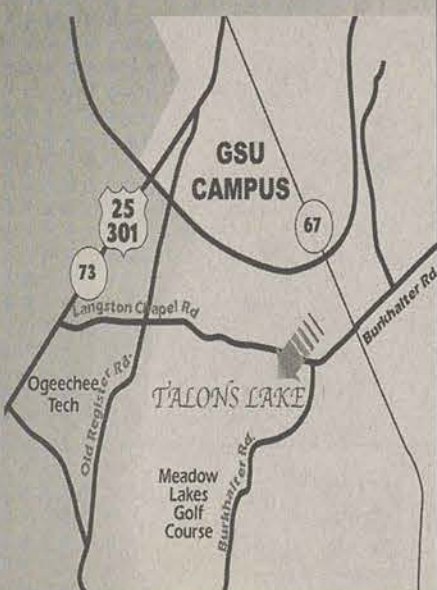 GSU
CAMPUS
25
301
67
73
Langston Chapel Rd
Burkhalter Rd.
Ogeechee
Tech
Old Register Rd.
TALONS LAKE
Meadow
Lakes
Golf
Course
Burkhalter Rd.